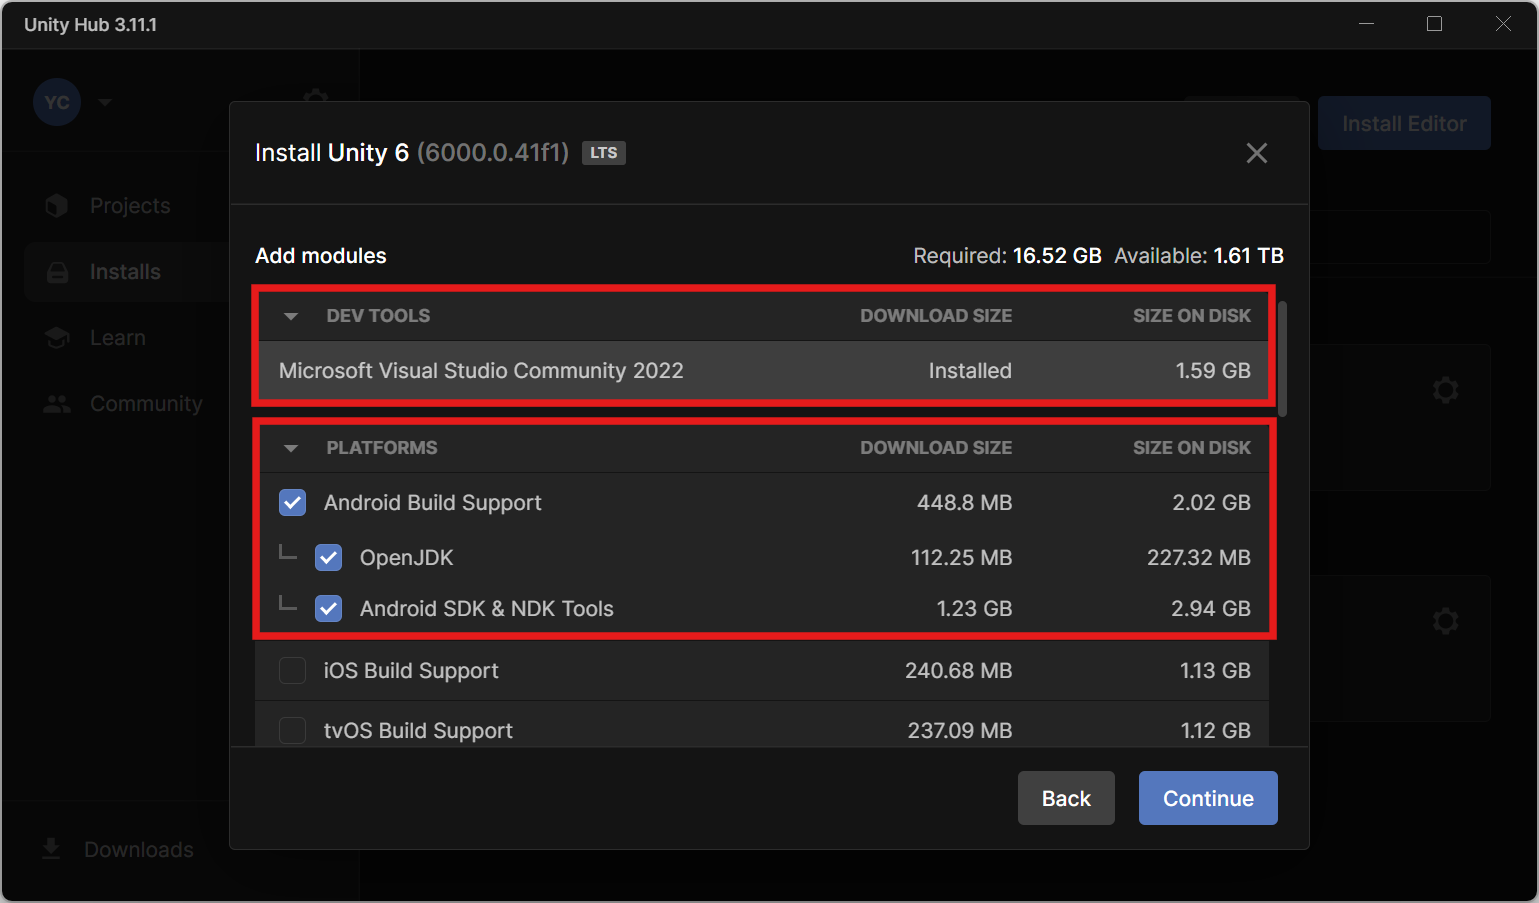 Unity Hub 3.11.1
YC
Install Editor
Install Unity 6 (6000.0.41f1) LTS
Projects
Installs
Learn
Community
Add modules
Required: 16.52 GB Available: 1.61 TB
DEV TOOLS DOWNLOAD SIZE SIZE ON DISK
Microsoft Visual Studio Community 2022 Installed 1.59 GB
PLATFORMS DOWNLOAD SIZE SIZE ON DISK
Android Build Support 448.8 MB 2.02 GB
OpenJDK 112.25 MB 227.32 MB
Android SDK & NDK Tools 1.23 GB 2.94 GB
iOS Build Support 240.68 MB 1.13 GB
tvOS Build Support 237.09 MB 1.12 GB
Back Continue
Downloads